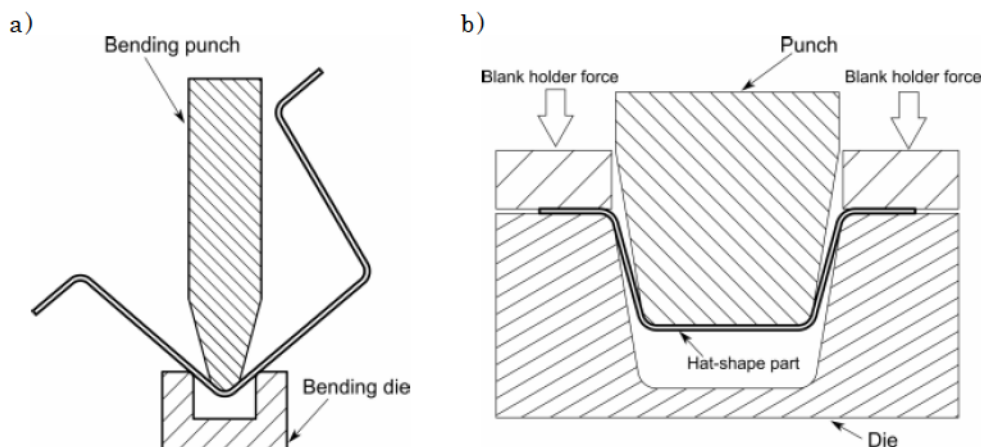 a)
Bending punch
Bending die
b)
Punch
Blank holder force
Blank holder force
Hat-shape part
Die